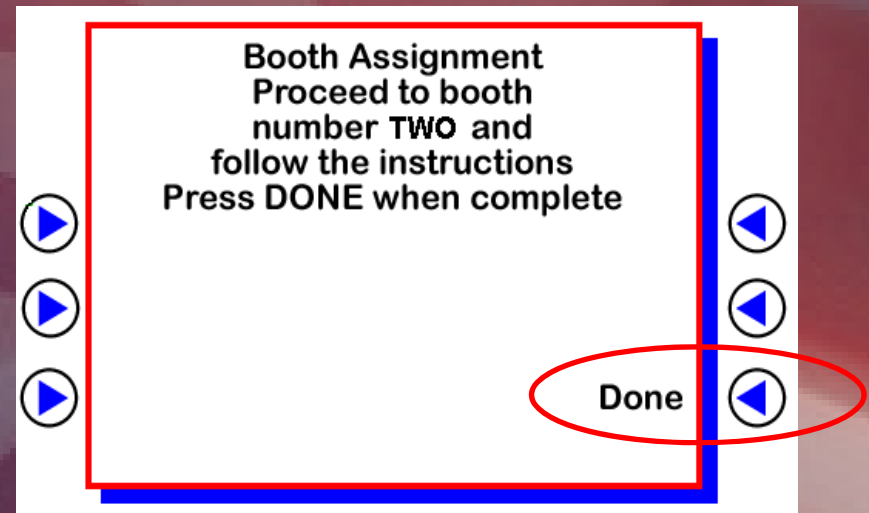 Booth Assignment
Proceed to booth
number TWO and
follow the instructions
Press DONE when complete
Done